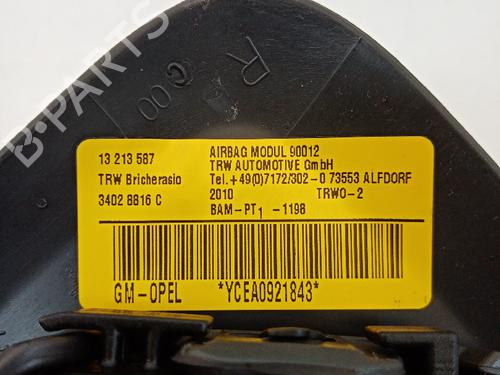 B-PARTS
R
G
00
13 213 587
AIRBAG MODUL 90012
TRW AUTOMOTIVE GmbH
TRW Bricherasio
Tel.+49(0)7172/302-0 73553 ALFDORF
3402 8816 C
2010 TRWO-2
BAM-PT1-1198
GM-OPEL *YCEA0921843*